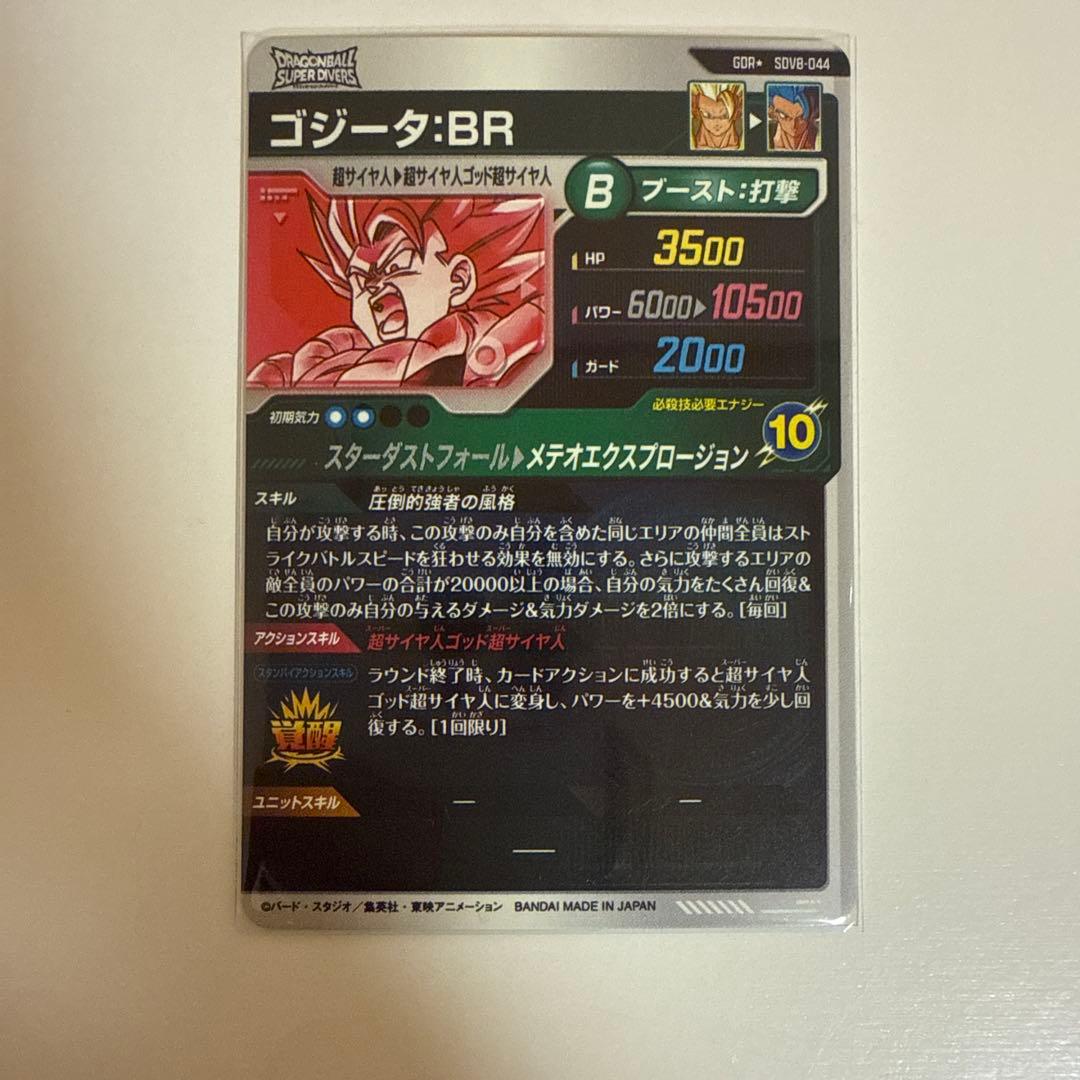 DRAGONBALL
SUPER DIVERS
GDR★ SDV8-044
ゴジータ:BR
超サイヤ人▶超サイヤ人ゴッド超サイヤ人
B ブースト:打撃
HP 3500
パワー 6000▶10500
ガード 2000
初期気力
必殺技必要エナジー
10
スターダストフォール▶メテオエクスプロージョン
スキル 圧倒的強者の風格
自分が攻撃する時、この攻撃のみ自分を含めた同じエリアの仲間全員はスト
ライクバトルスピードを狂わせる効果を無効にする。さらに攻撃するエリアの
敵全員のパワーの合計が20000以上の場合、自分の気力をたくさん回復&
この攻撃のみ自分の与えるダメージ&気力ダメージを2倍にする。[毎回]
アクションスキル 超サイヤ人ゴッド超サイヤ人
スタンバイアクションスキル
覚醒
ラウンド終了時、カードアクションに成功すると超サイヤ人
ゴッド超サイヤ人に変身し、パワーを+4500&気力を少し回
復する。[1回限り]
ユニットスキル — —
—
©バード・スタジオ/集英社・東映アニメーション BANDAI MADE IN JAPAN